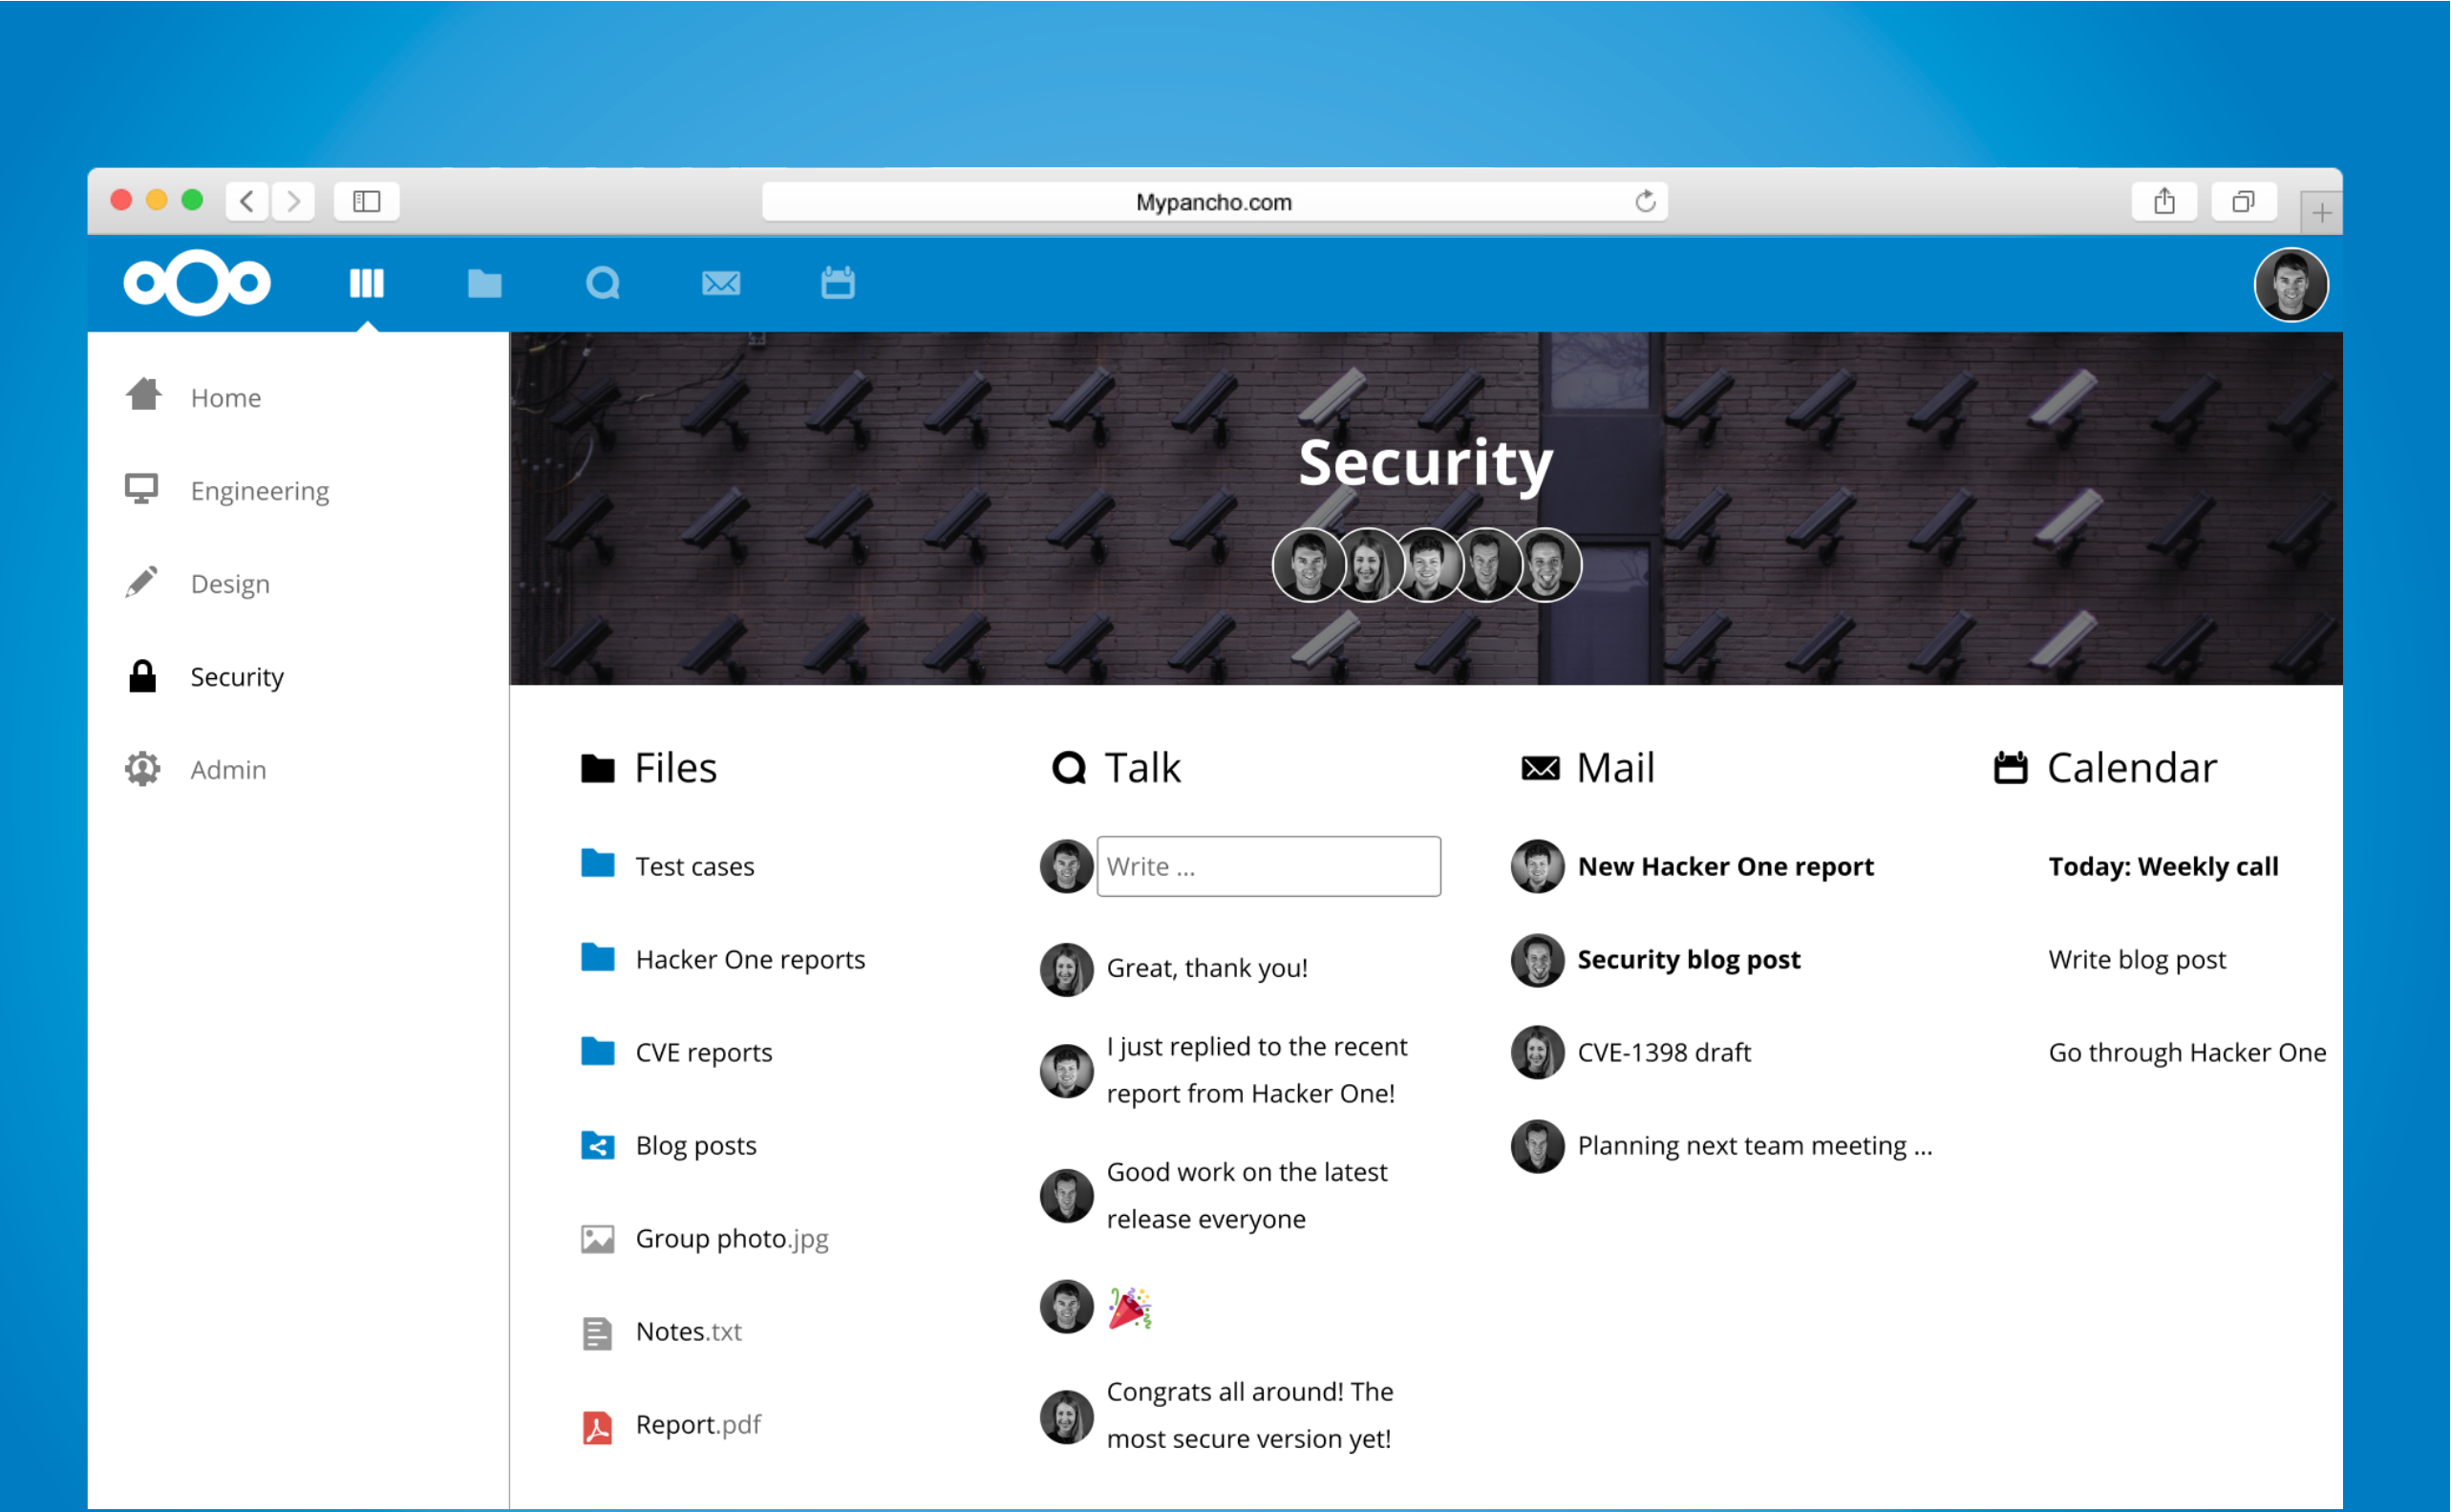 Mypancho.com
Home
Engineering
Design
Security
Admin
Security
Files
Test cases
Hacker One reports
CVE reports
Blog posts
Group photo.jpg
Notes.txt
Report.pdf
Talk
Write ...
Great, thank you!
I just replied to the recent
report from Hacker One!
Good work on the latest
release everyone
Congrats all around! The
most secure version yet!
Mail
New Hacker One report
Security blog post
CVE-1398 draft
Planning next team meeting ...
Calendar
Today: Weekly call
Write blog post
Go through Hacker One